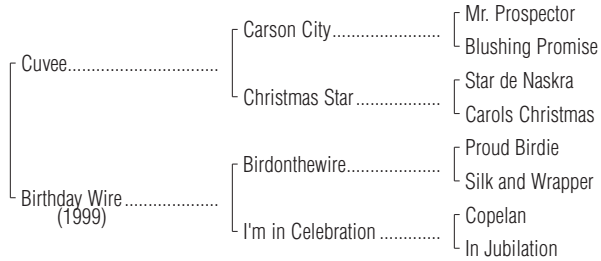 Mr. Prospector
Carson City
Blushing Promise
Cuvee
Star de Naskra
Christmas Star
Carols Christmas
Proud Birdie
Birdonthewire
Silk and Wrapper
Birthday Wire
(1999)
Copelan
I'm in Celebration
In Jubilation